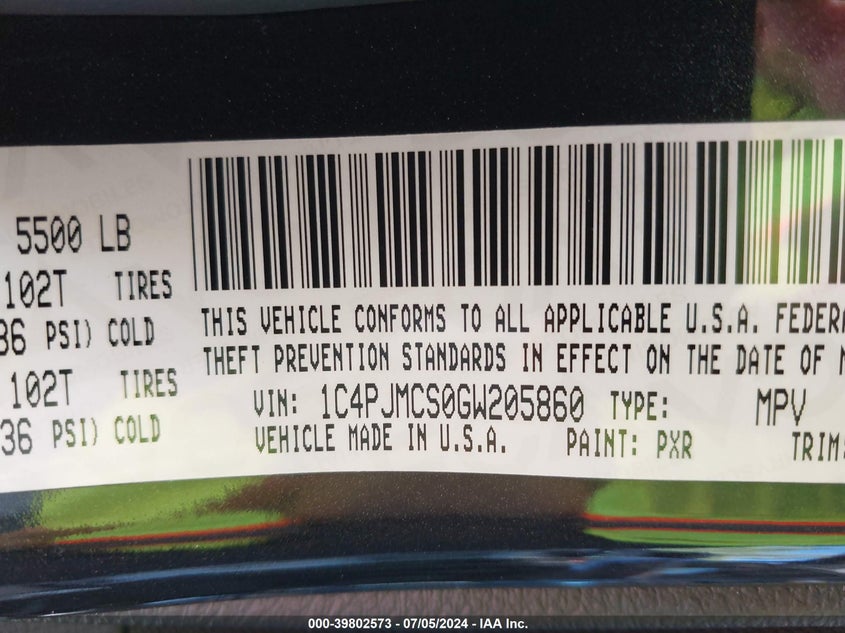 5500 LB
102T TIRES
36 PSI) COLD
102T TIRES
36 PSI) COLD
THIS VEHICLE CONFORMS TO ALL APPLICABLE U.S.A. FEDERA
THEFT PREVENTION STANDARDS IN EFFECT ON THE DATE OF M
VIN: 1C4PJMCS0GW205860 TYPE: MPV
VEHICLE MADE IN U.S.A. PAINT: PXR TRIM:
000-39802573 - 07/05/2024 - IAA Inc.